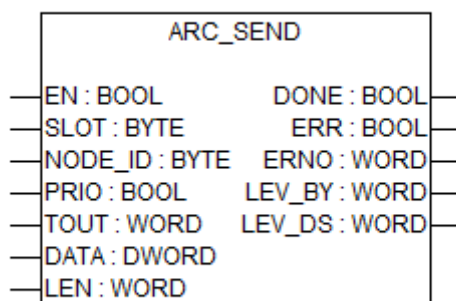 ARC_SEND
EN : BOOL DONE : BOOL
SLOT : BYTE ERR : BOOL
NODE_ID : BYTE ERNO : WORD
PRIO : BOOL LEV_BY : WORD
TOUT : WORD LEV_DS : WORD
DATA : DWORD
LEN : WORD